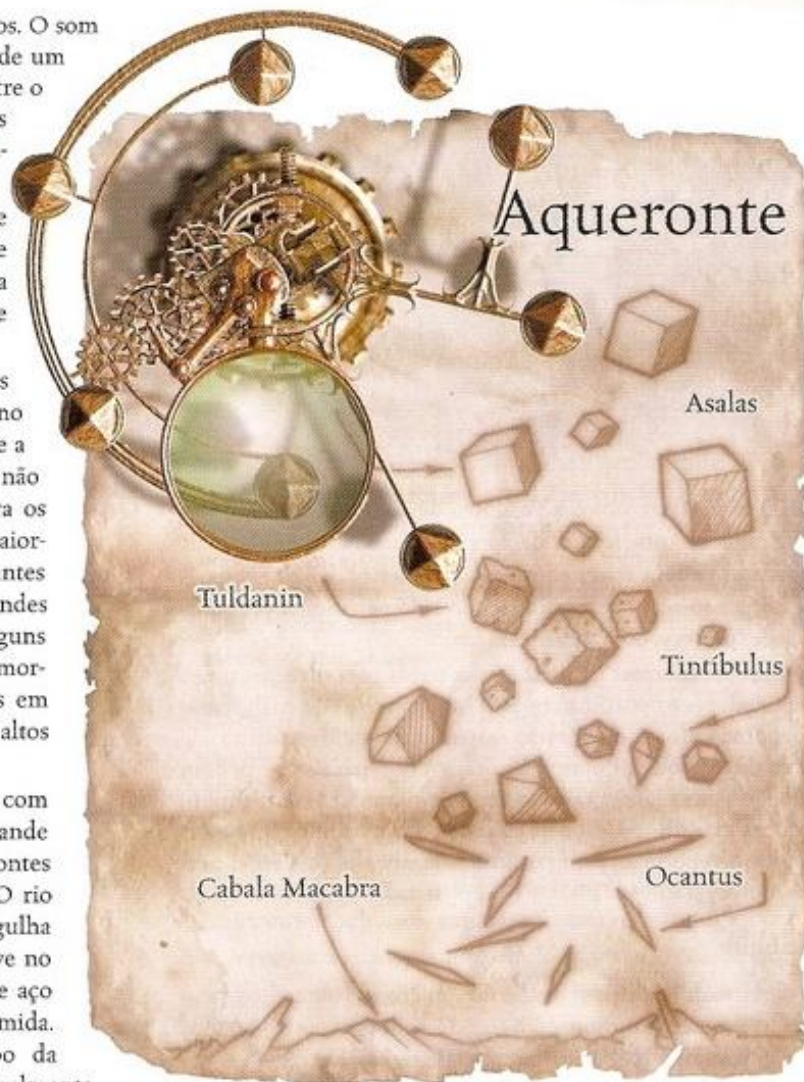 os. O som
de um
re o
s
-
e
e
a
e
s
no
e a
não
a os
aior-
ntes
ndes
guns
mor-
s em
altos
com
ande
ontes
O rio
gulha
ve no
e aço
mida.
o da
Aqueronte
Asalas
Tuldanin
Tintíbulus
Cabala Macabra
Ocantus